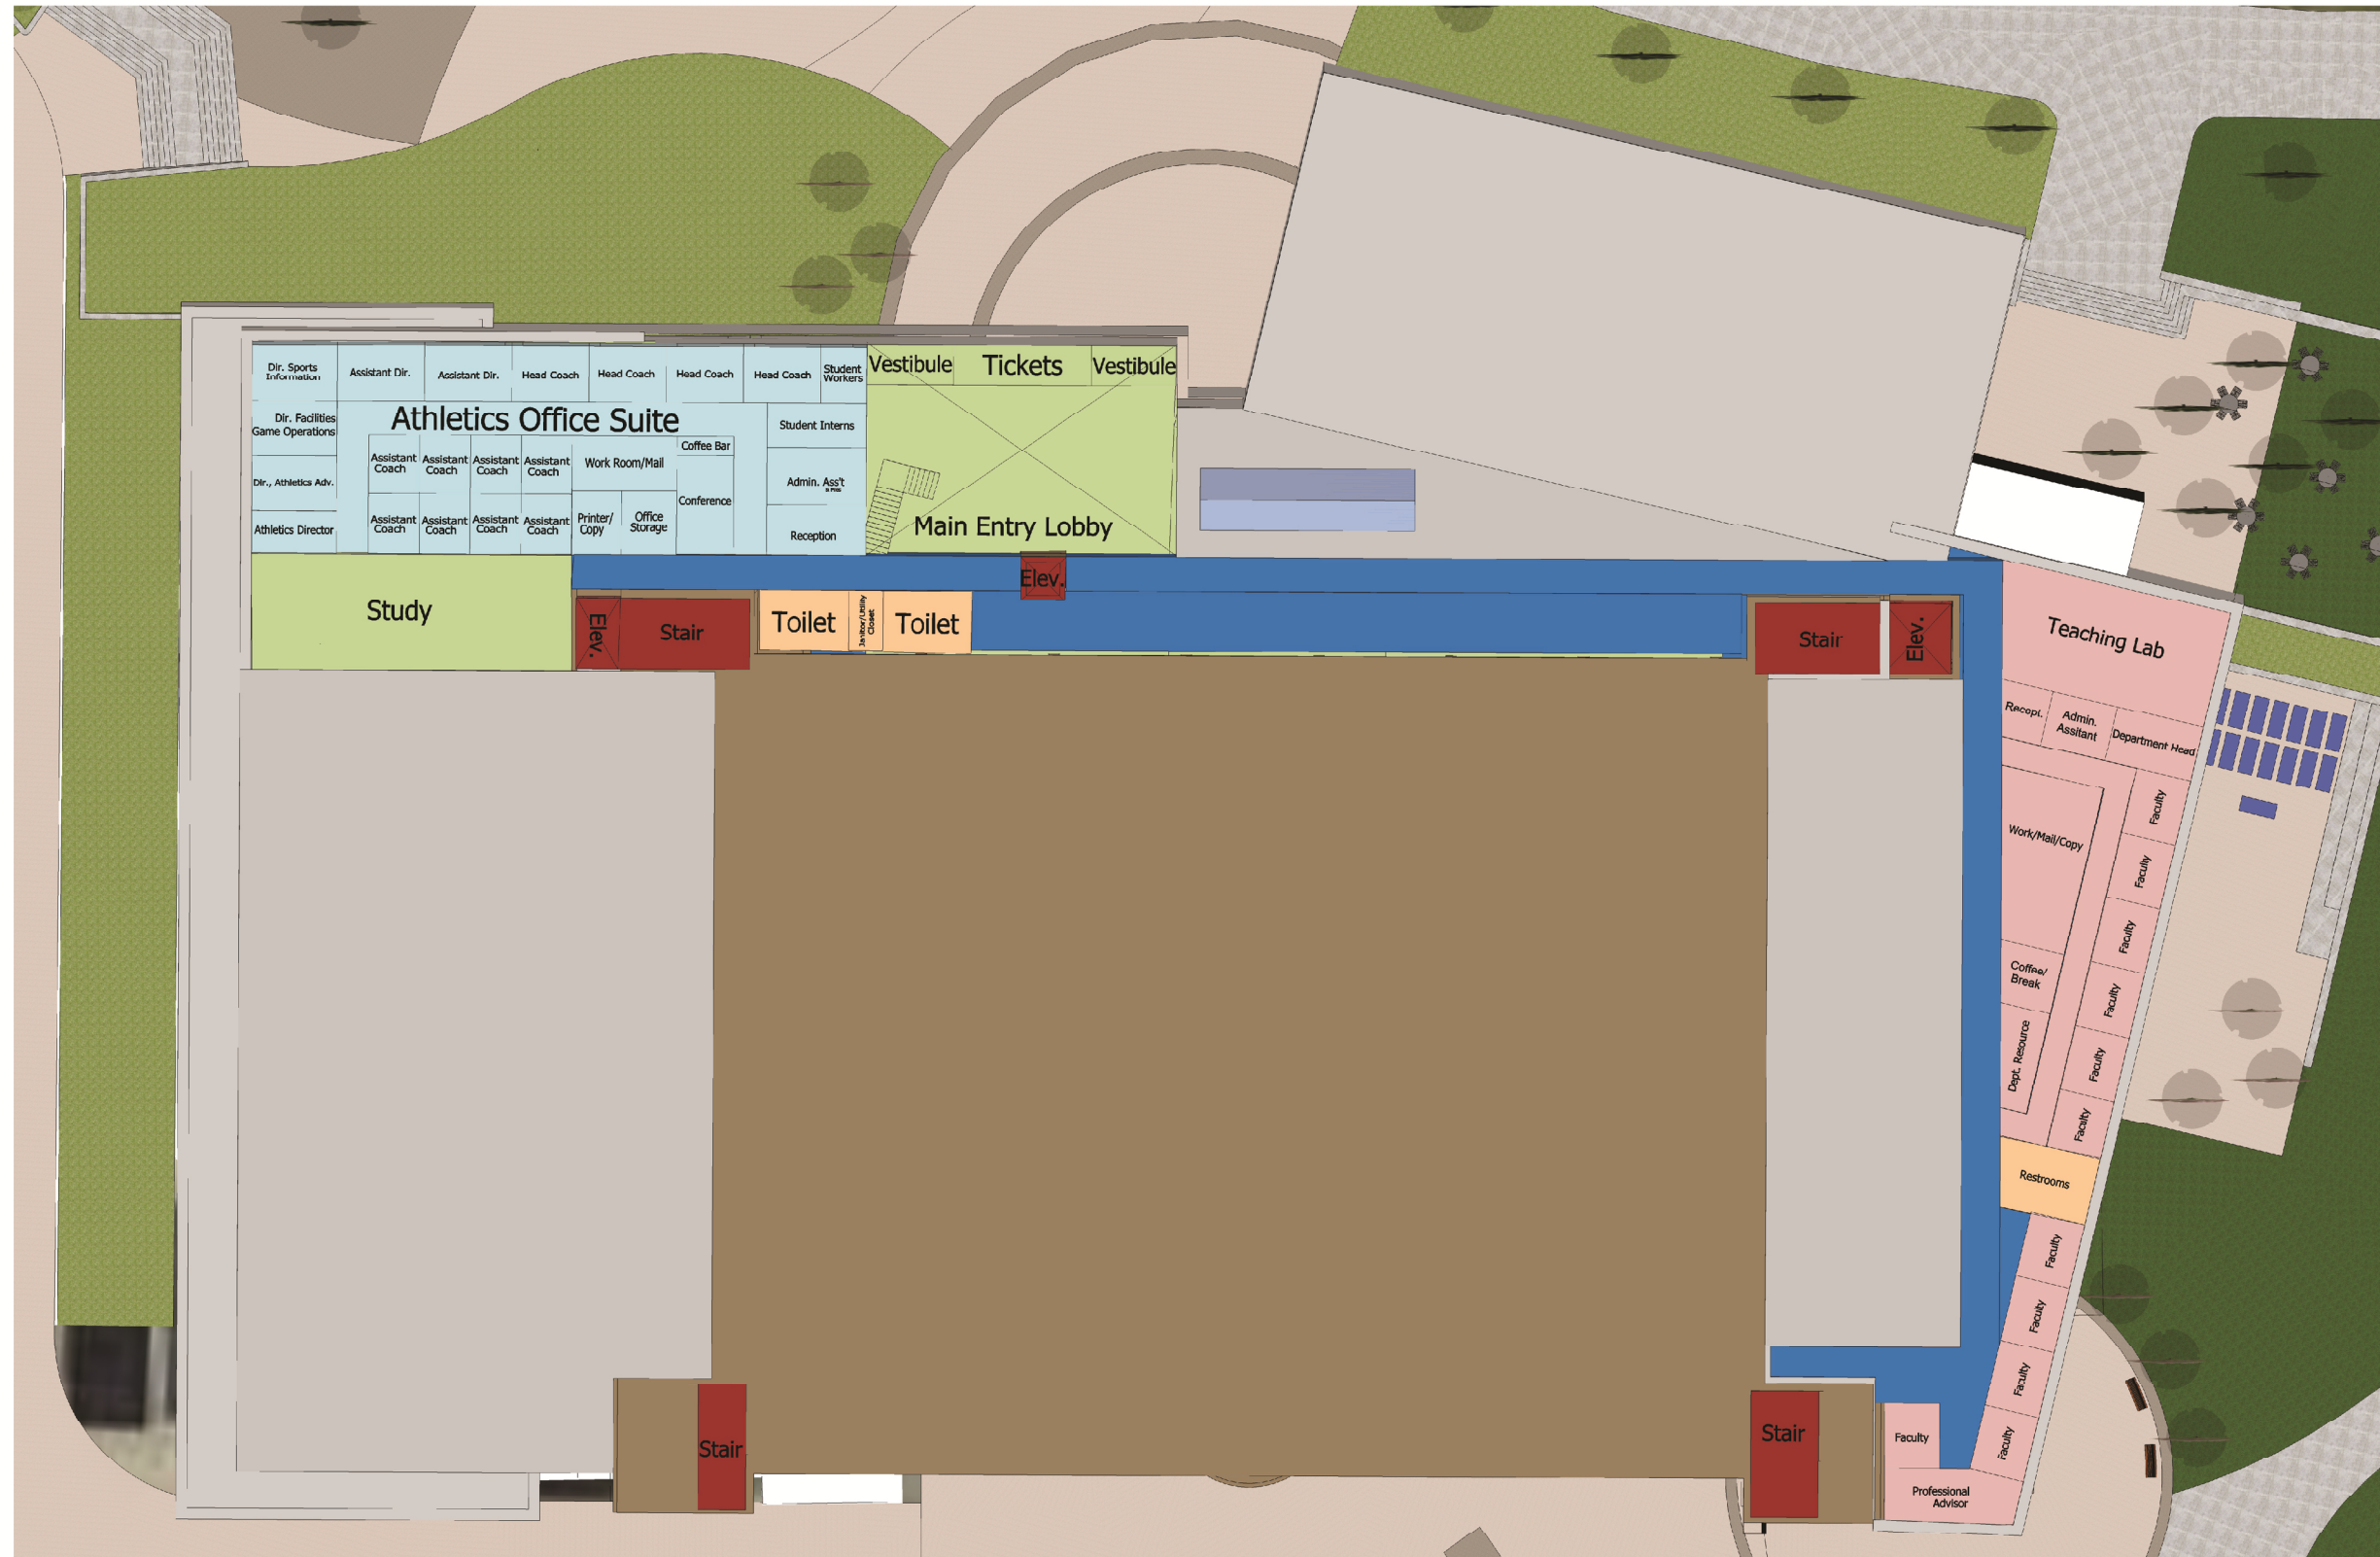 Dir. Sports
Information
Assistant Dir.
Assistant Dir.
Head Coach
Head Coach
Head Coach
Head Coach
Student
Workers
Vestibule
Tickets
Vestibule
Dir. Facilities
Game Operations
Athletics Office Suite
Student Interns
Coffee Bar
Assistant
Coach
Assistant
Coach
Assistant
Coach
Assistant
Coach
Work Room/Mail
Dir., Athletics Adv.
Admin. Ass't
Conference
Athletics Director
Assistant
Coach
Assistant
Coach
Assistant
Coach
Assistant
Coach
Printer/
Copy
Office
Storage
Reception
Main Entry Lobby
Elev.
Study
Elev.
Stair
Toilet
Janitor/Utility
Closet
Toilet
Stair
Elev.
Teaching Lab
Recept.
Admin.
Assitant
Department Head
Faculty
Work/Mail/Copy
Faculty
Faculty
Coffee/
Break
Faculty
Dept. Resource
Faculty
Faculty
Restrooms
Faculty
Faculty
Faculty
Faculty
Faculty
Stair
Stair
Professional
Advisor